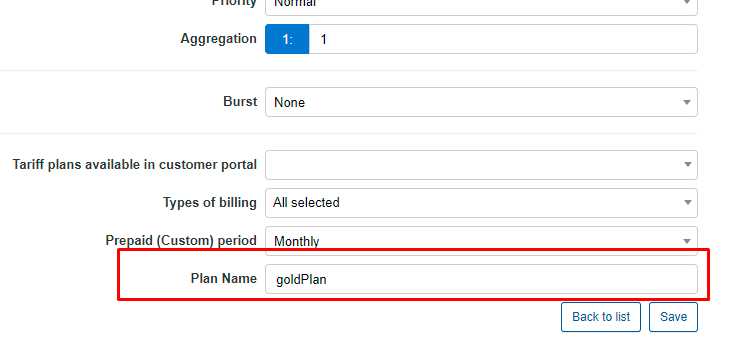 Priority Normal
Aggregation 1: 1
Burst None
Tariff plans available in customer portal
Types of billing All selected
Prepaid (Custom) period Monthly
Plan Name goldPlan
Back to list Save